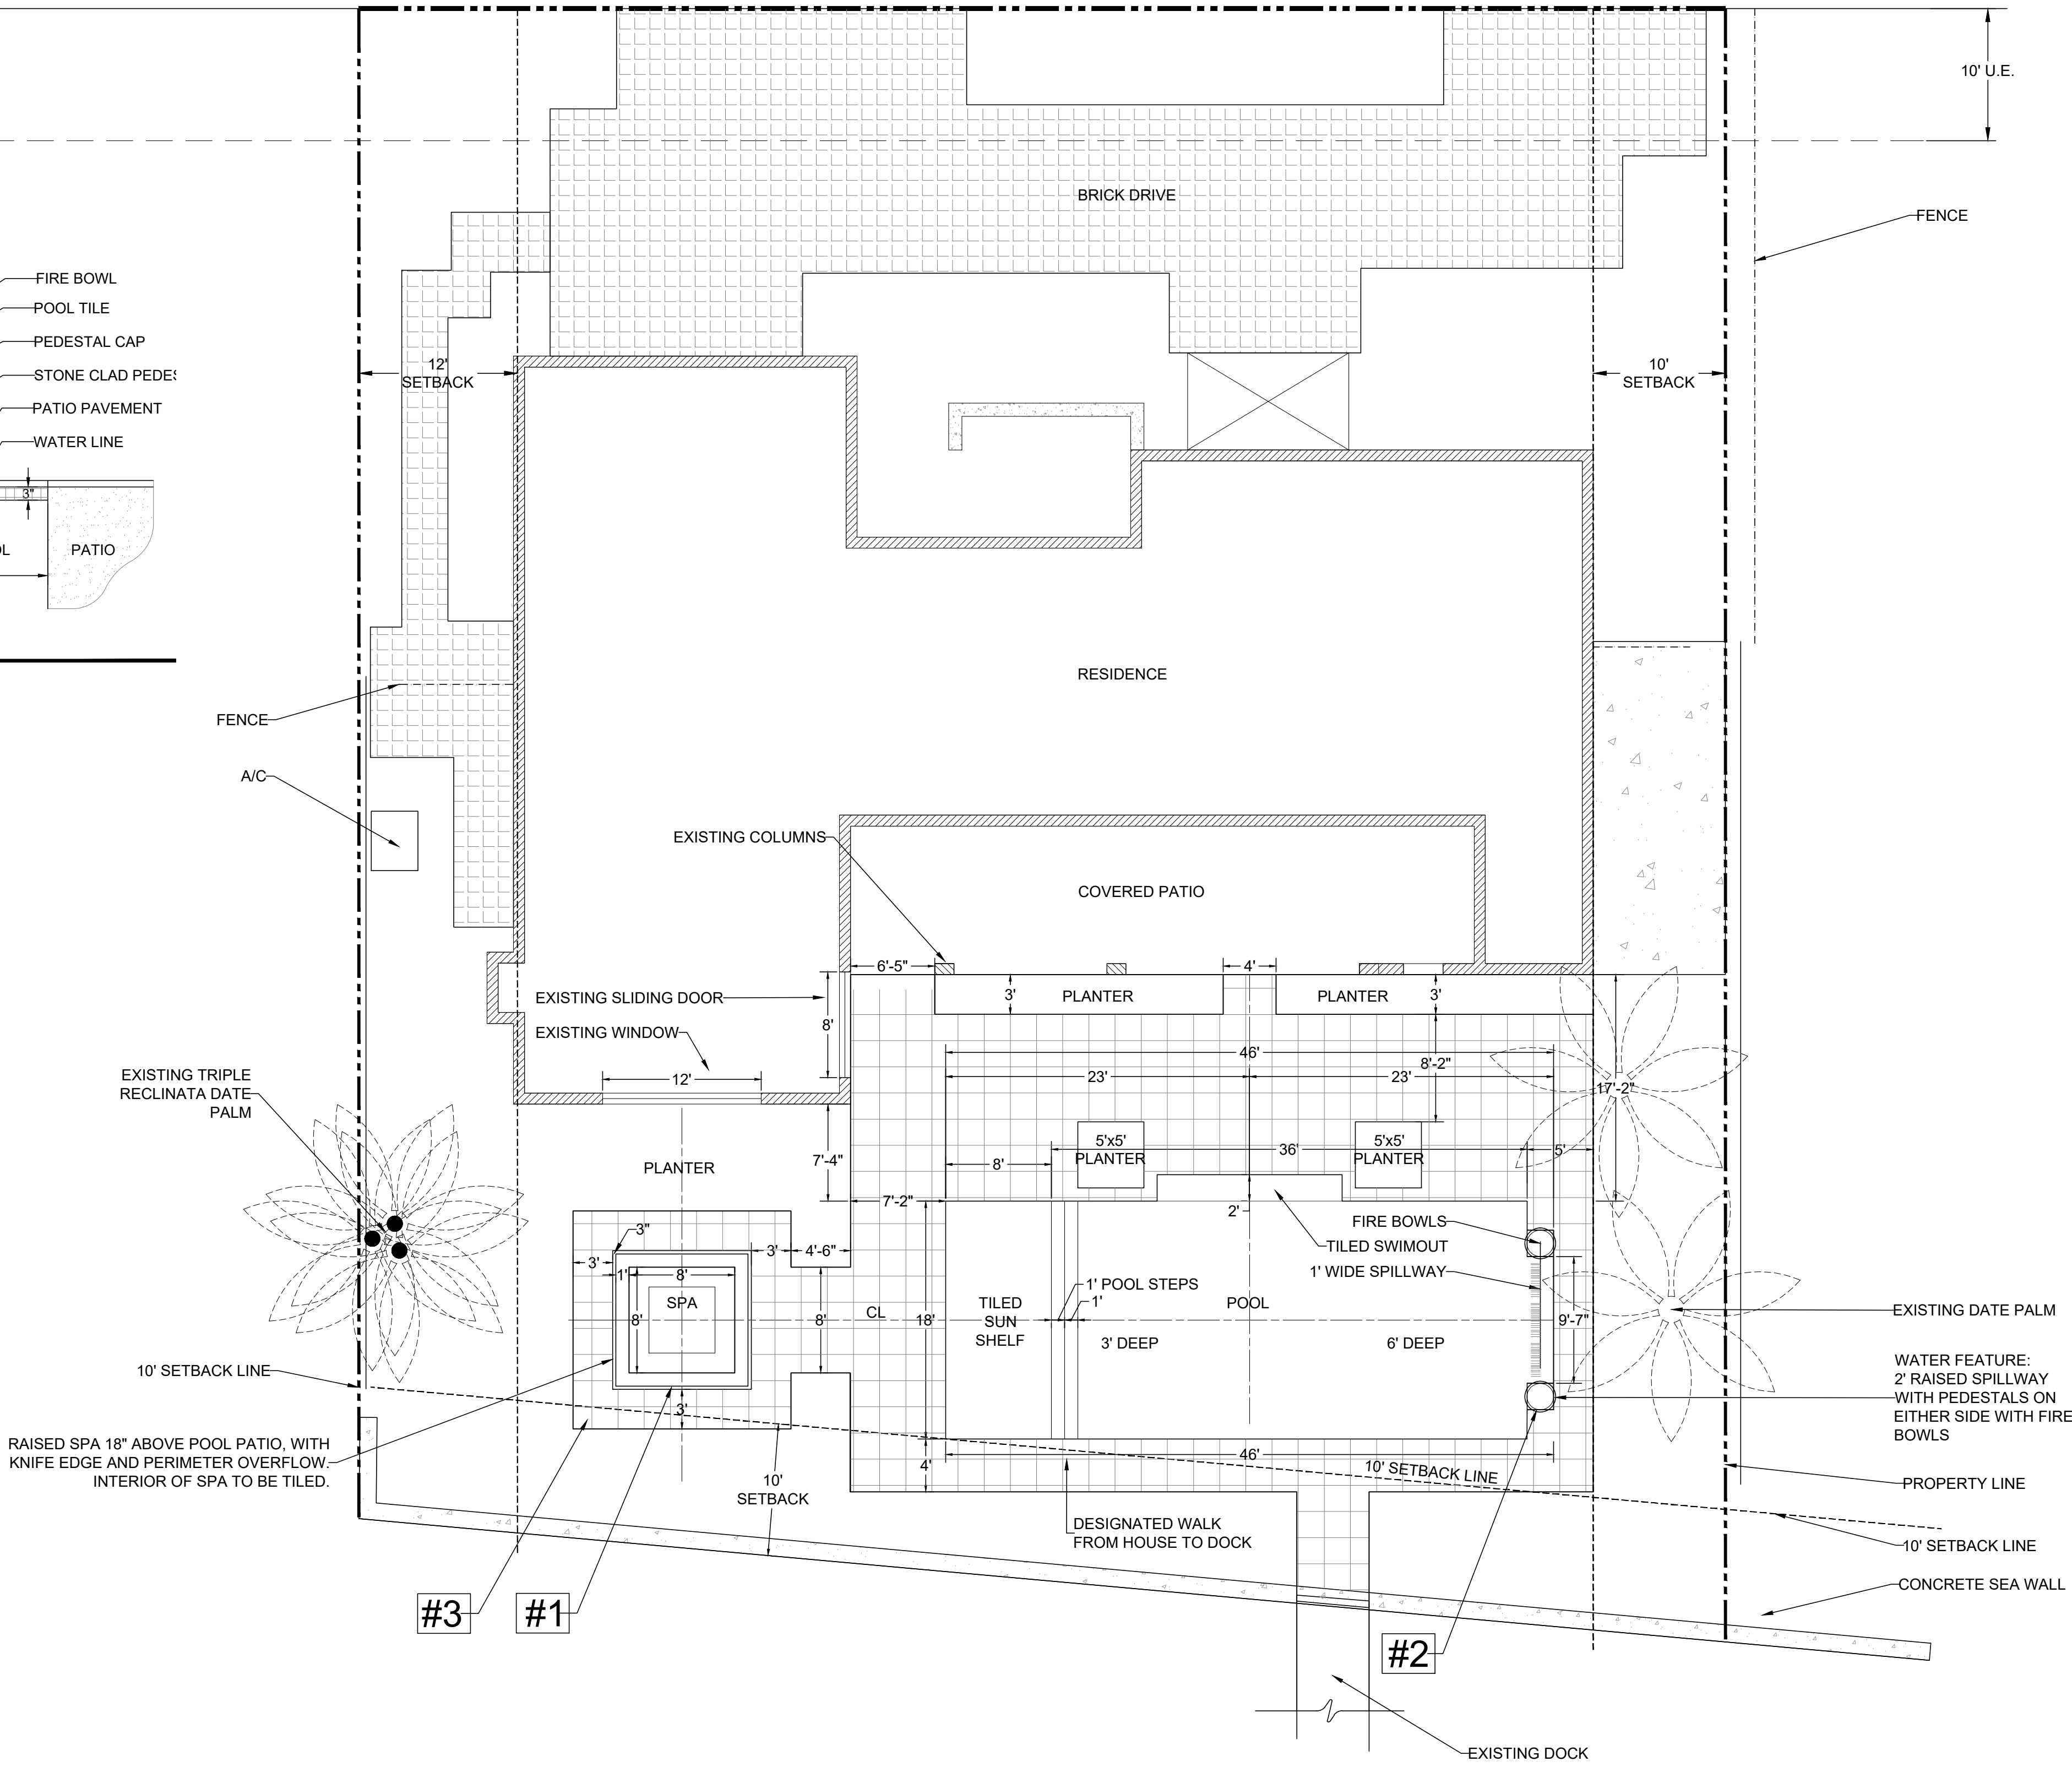 10' U.E.
BRICK DRIVE
FENCE
FIRE BOWL
POOL TILE
PEDESTAL CAP
STONE CLAD
PATIO PAVEMENT
WATER LINE
3"
PATIO
12'
SETBACK
10'
SETBACK
RESIDENCE
FENCE
A/C
EXISTING COLUMNS
COVERED PATIO
6'-5"
4'
3'
PLANTER
PLANTER
3'
EXISTING SLIDING DOOR
8'
EXISTING WINDOW
12'
46'
8'-2"
23'
23'
17'-2"
EXISTING TRIPLE
RECLINATA DATE
PALM
PLANTER
7'-4"
5'x5'
PLANTER
36'
5'x5'
PLANTER
5'
8'
7'-2"
2'
FIRE BOWLS
TILED SWIMOUT
1' WIDE SPILLWAY
3"
3'
3'
4'-6"
1'
8'
SPA
8'
8'
CL
18'
TILED
SUN
SHELF
1' POOL STEPS
1'
POOL
3' DEEP
6' DEEP
9'-7"
EXISTING DATE PALM
10' SETBACK LINE
3'
WATER FEATURE:
2' RAISED SPILLWAY
WITH PEDESTALS ON
EITHER SIDE WITH FIRE
BOWLS
RAISED SPA 18" ABOVE POOL PATIO, WITH
KNIFE EDGE AND PERIMETER OVERFLOW.
INTERIOR OF SPA TO BE TILED.
4'
46'
10' SETBACK LINE
10'
SETBACK
PROPERTY LINE
DESIGNATED WALK
FROM HOUSE TO DOCK
10' SETBACK LINE
CONCRETE SEA WALL
#3
#1
#2
EXISTING DOCK